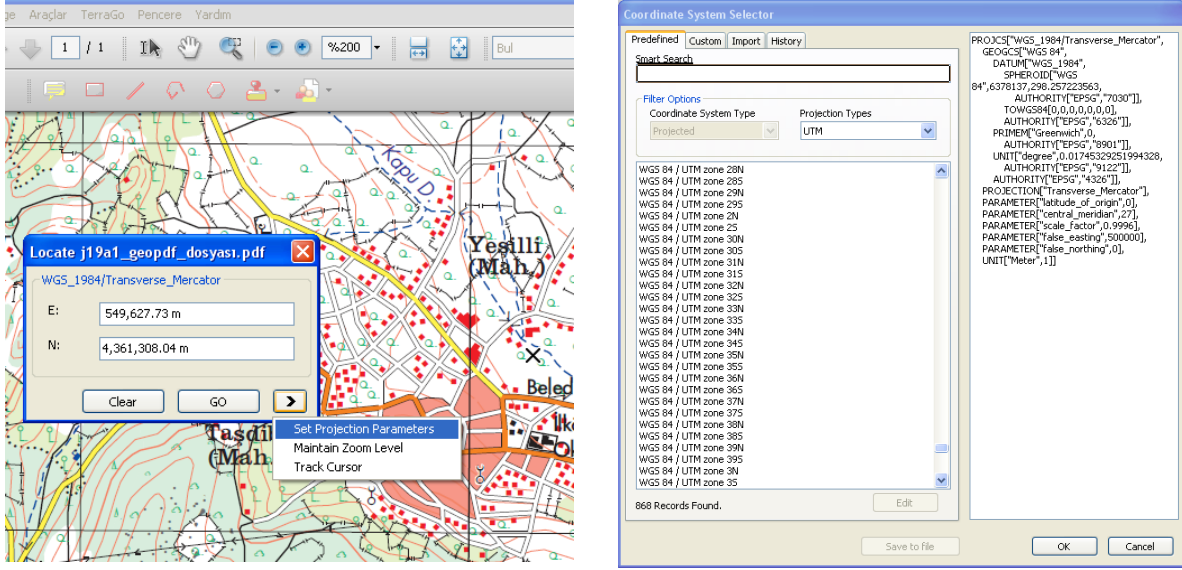 ge Araçlar TerraGo Pencere Yardım
1 / 1 %200 Bul
Kapu D.
Yeşilli
(Mah.)
Locate j19a1_geopdf_dosyası.pdf
WGS_1984/Transverse_Mercator
E: 549,627.73 m
N: 4,361,308.04 m
Clear GO
Beled
Set Projection Parameters
Maintain Zoom Level
Track Cursor
Taşdi
(Mah
İlk
Ok
Coordinate System Selector
Predefined Custom Import History
Smart Search
Filter Options
Coordinate System Type Projection Types
Projected UTM
WGS 84 / UTM zone 28N
WGS 84 / UTM zone 28S
WGS 84 / UTM zone 29N
WGS 84 / UTM zone 29S
WGS 84 / UTM zone 2N
WGS 84 / UTM zone 2S
WGS 84 / UTM zone 30N
WGS 84 / UTM zone 30S
WGS 84 / UTM zone 31N
WGS 84 / UTM zone 31S
WGS 84 / UTM zone 32N
WGS 84 / UTM zone 32S
WGS 84 / UTM zone 33N
WGS 84 / UTM zone 33S
WGS 84 / UTM zone 34N
WGS 84 / UTM zone 34S
WGS 84 / UTM zone 35N
WGS 84 / UTM zone 35S
WGS 84 / UTM zone 36N
WGS 84 / UTM zone 36S
WGS 84 / UTM zone 37N
WGS 84 / UTM zone 37S
WGS 84 / UTM zone 38N
WGS 84 / UTM zone 38S
WGS 84 / UTM zone 39N
WGS 84 / UTM zone 39S
WGS 84 / UTM zone 3N
WGS 84 / UTM zone 3S
868 Records Found.
Edit
Save to file
PROJCS["WGS_1984/Transverse_Mercator",
GEOGCS["WGS 84",
DATUM["WGS_1984",
SPHEROID["WGS
84",6378137,298.257223563,
AUTHORITY["EPSG","7030"]],
TOWGS84[0,0,0,0,0,0,0],
AUTHORITY["EPSG","6326"]],
PRIMEM["Greenwich",0,
AUTHORITY["EPSG","8901"]],
UNIT["degree",0.01745329251994328,
AUTHORITY["EPSG","9122"]],
AUTHORITY["EPSG","4326"]],
PROJECTION["Transverse_Mercator"],
PARAMETER["latitude_of_origin",0],
PARAMETER["central_meridian",27],
PARAMETER["scale_factor",0.9996],
PARAMETER["false_easting",500000],
PARAMETER["false_northing",0],
UNIT["Meter",1]]
OK Cancel